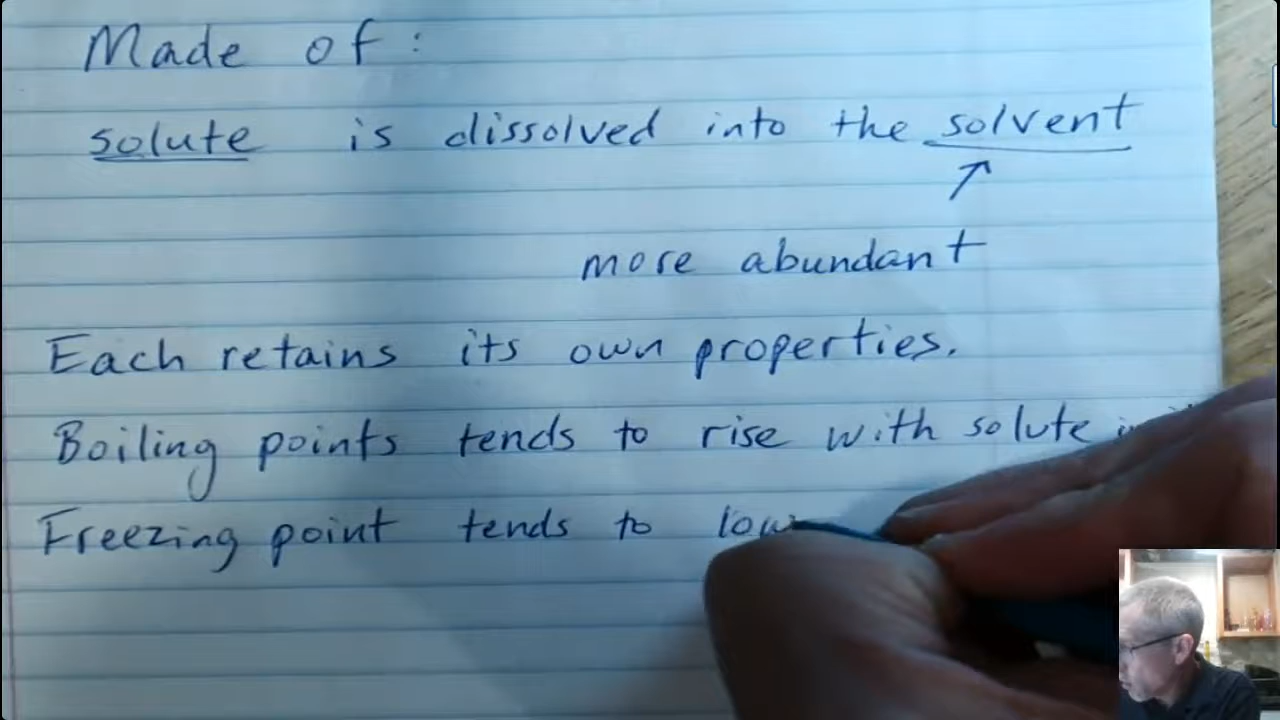 Made of:
solute is dissolved into the solvent
more abundant
Each retains its own properties.
Boiling points tends to rise with solute
Freezing point tends to low